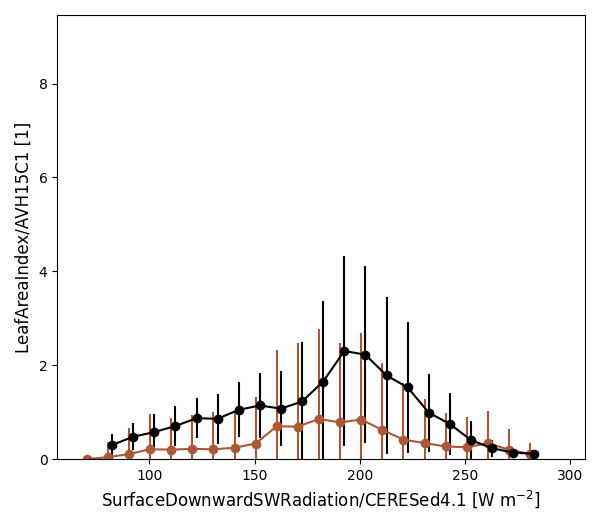 8
6
4
2
0
LeafAreaIndex/AVH15C1 [1]
100 150 200 250 300
SurfaceDownwardSWRadiation/CERESed4.1 [W m⁻²]